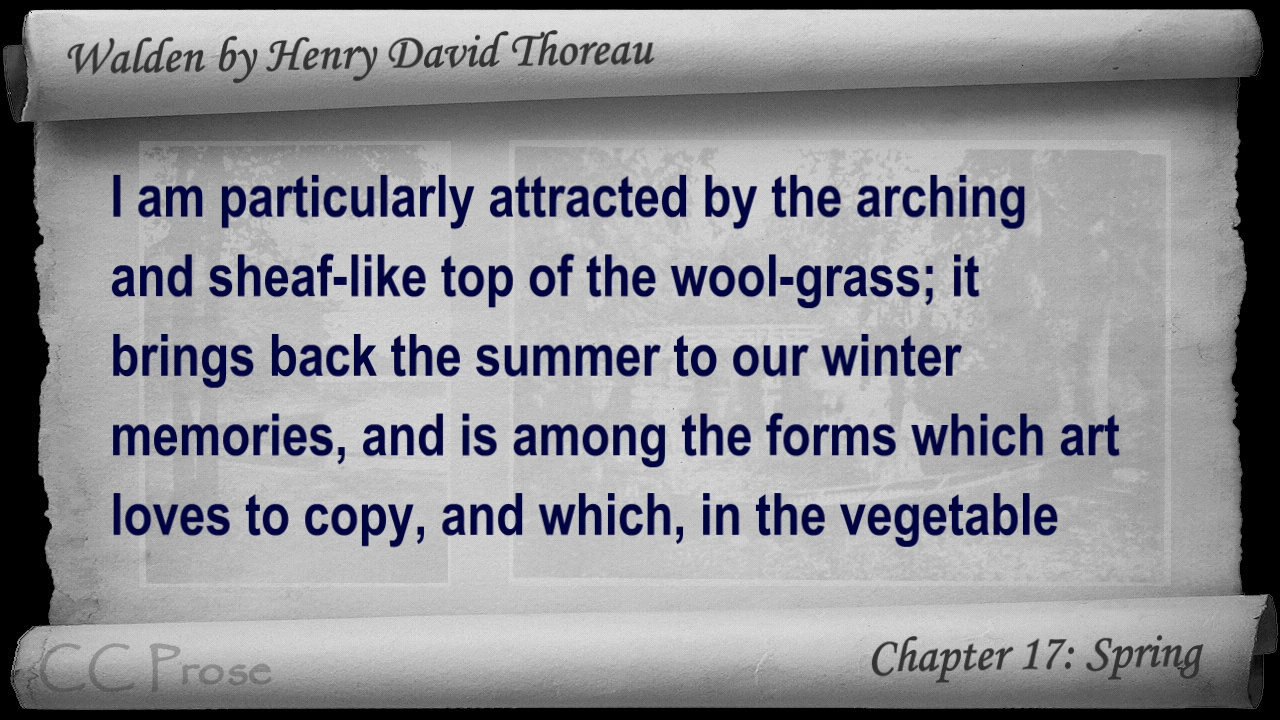 Walden by Henry David Thoreau
I am particularly attracted by the arching
and sheaf-like top of the wool-grass; it
brings back the summer to our winter
memories, and is among the forms which art
loves to copy, and which, in the vegetable
CC Prose
Chapter 17: Spring